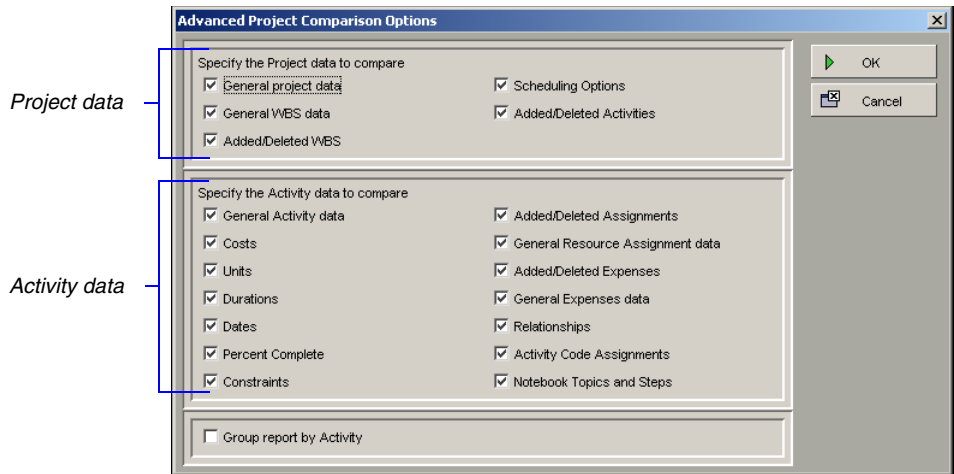 Advanced Project Comparison Options
Project data
Specify the Project data to compare
General project data
General WBS data
Added/Deleted WBS
Scheduling Options
Added/Deleted Activities
OK
Cancel
Activity data
Specify the Activity data to compare
General Activity data
Costs
Units
Durations
Dates
Percent Complete
Constraints
Added/Deleted Assignments
General Resource Assignment data
Added/Deleted Expenses
General Expenses data
Relationships
Activity Code Assignments
Notebook Topics and Steps
Group report by Activity